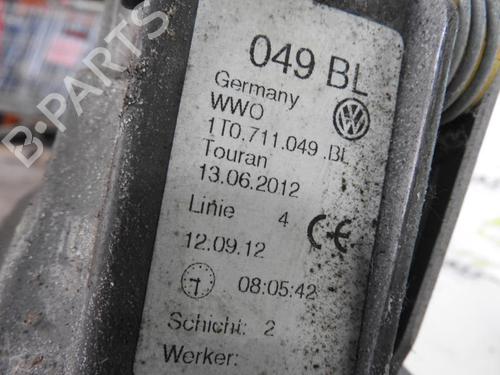 B-PARTS
049 BL
Germany
WWO
1T0.711.049 .BL
Touran
13.06.2012
Linie 4
CE
12.09.12
08:05:42
Schicht: 2
Werker: